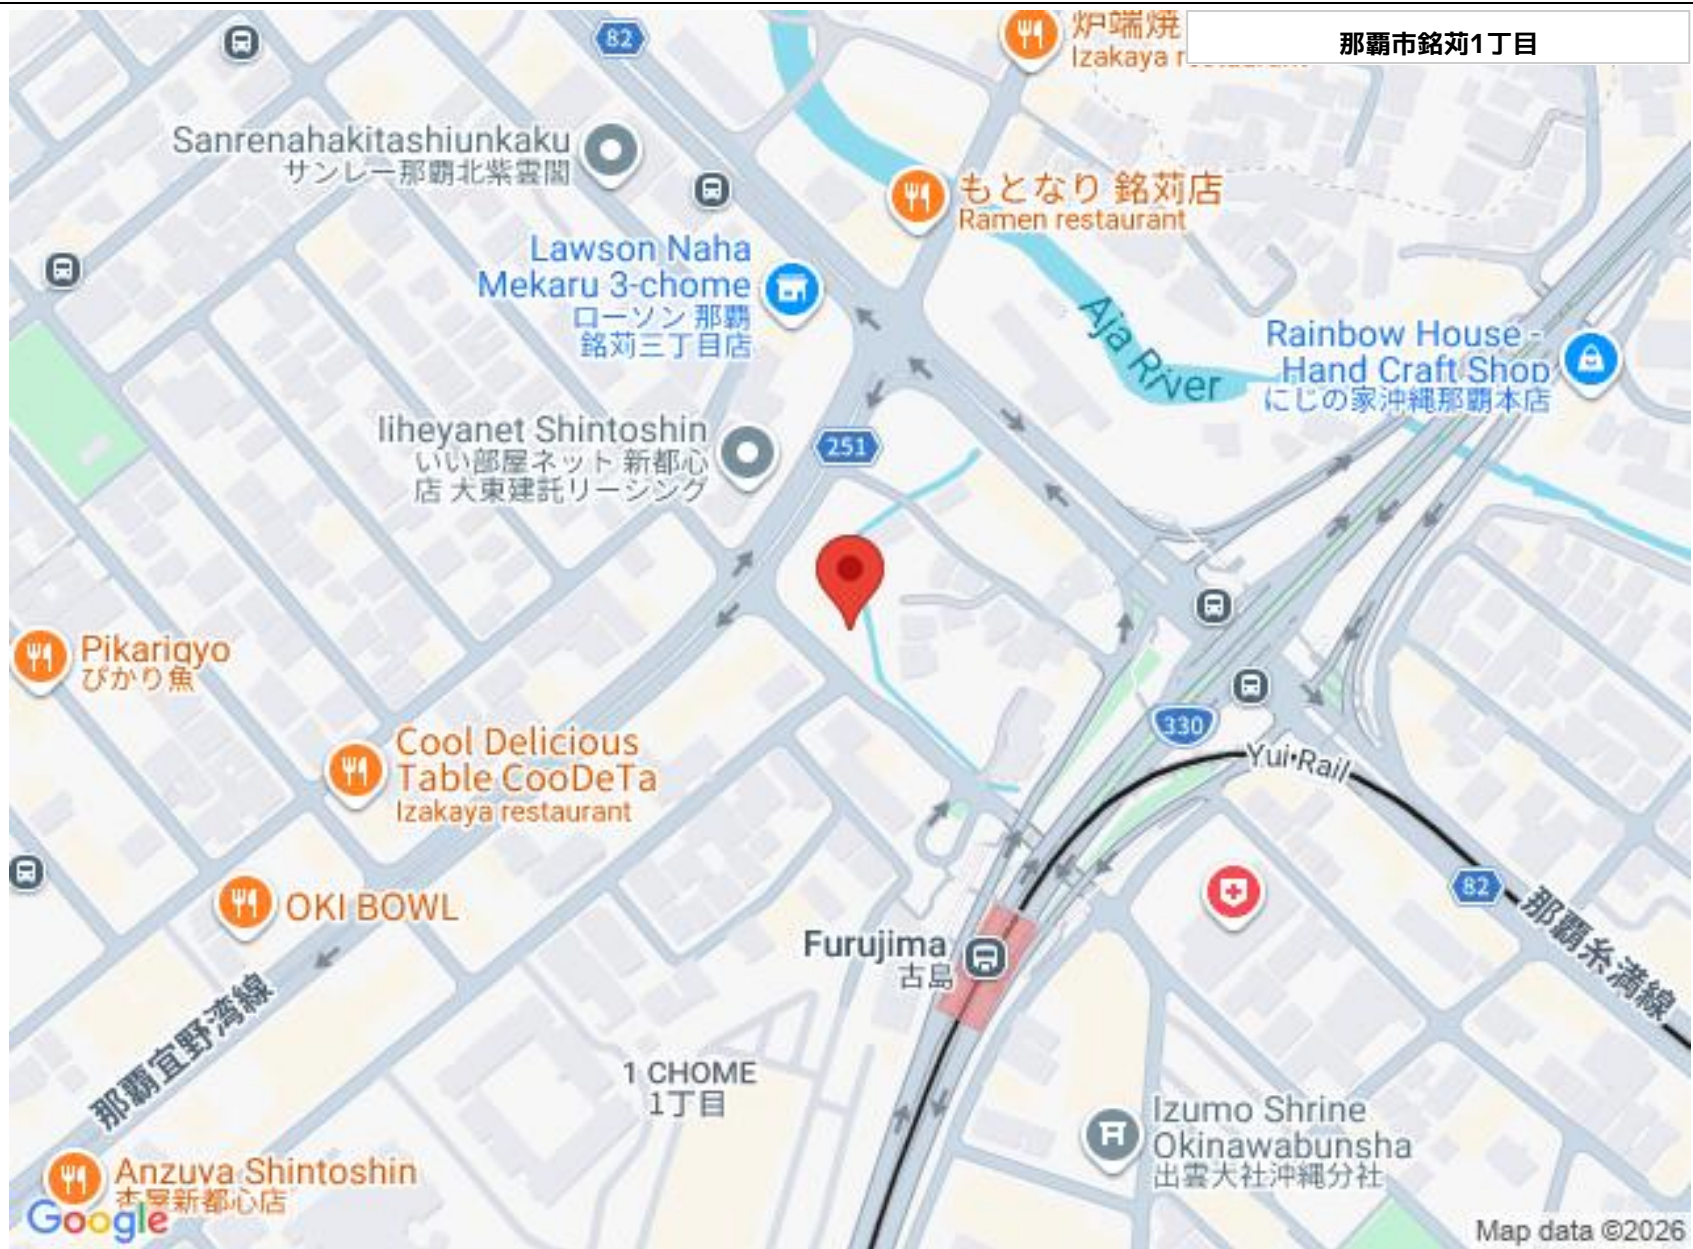 82
炉端焼
Izakaya
那覇市銘苅1丁目
Sanrenahakitashiunkaku
サンレー那覇北紫雲閣
もとなり 銘苅店
Ramen restaurant
Lawson Naha
Mekaru 3-chome
ローソン 那覇
銘苅三丁目店
Aja River
Rainbow House -
Hand Craft Shop
にじの家沖縄那覇本店
Iiheyanet Shintoshin
いい部屋ネット 新都心
店 大東建託リーシング
251
Pikarigyo
ぴかり魚
Cool Delicious
Table CooDeTa
Izakaya restaurant
330
Yui•Rail
OKI BOWL
82
那覇糸満線
Furujima
古島
那覇宜野湾線
1 CHOME
1丁目
Izumo Shrine
Okinawabunsha
出雲大社沖縄分社
Anzuya Shintoshin
杏屋新都心店
Google
Map data ©2026